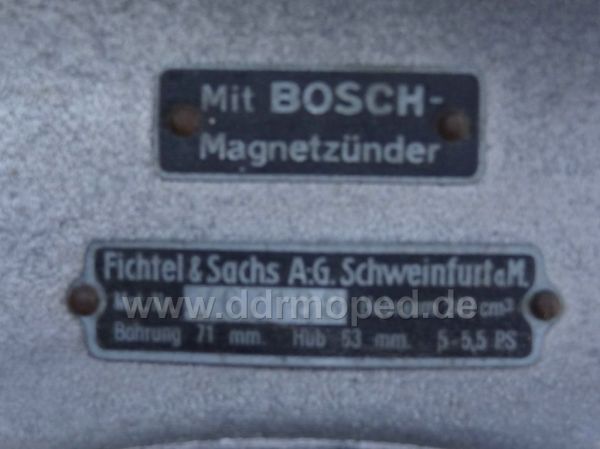 Mit BOSCH-
Magnetzünder
Fichtel & Sachs A.G. Schweinfurt a.M.
www.ddrmoped.de
cm³
Bohrung 71 mm. Hub 63 mm. 5-5,5 PS